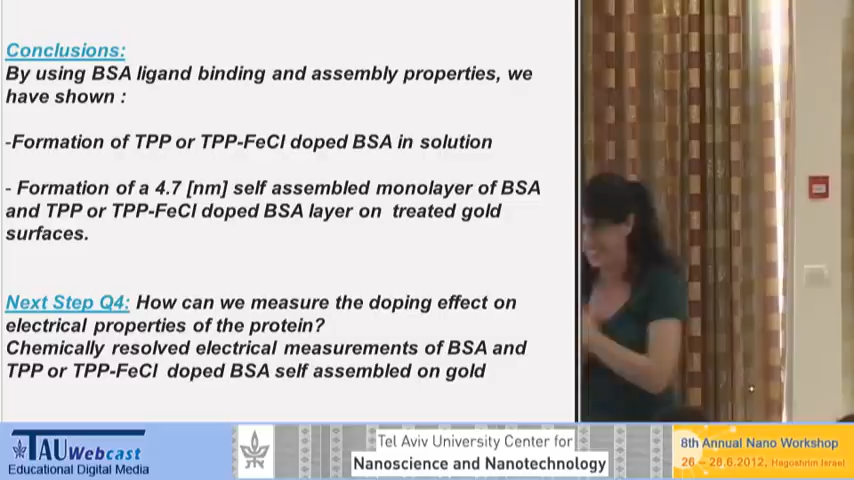 Conclusions:
By using BSA ligand binding and assembly properties, we
have shown :
-Formation of TPP or TPP-FeCl doped BSA in solution
- Formation of a 4.7 [nm] self assembled monolayer of BSA
and TPP or TPP-FeCl doped BSA layer on treated gold
surfaces.
Next Step Q4: How can we measure the doping effect on
electrical properties of the protein?
Chemically resolved electrical measurements of BSA and
TPP or TPP-FeCl doped BSA self assembled on gold
TAU Webcast
Educational Digital Media
Tel Aviv University Center for
Nanoscience and Nanotechnology
8th Annual Nano Workshop
26 – 28.6.2012, Hagoshrim Israel